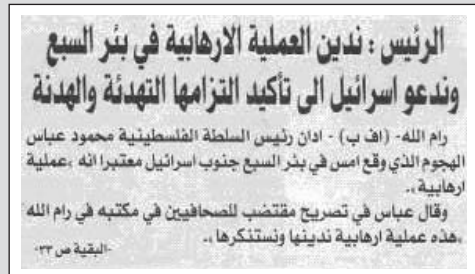 الرئيس : ندين العملية الارهابية في بئر السبع
وندعو اسرائيل الى تأكيد التزامها التهدئة والهدنة
رام الله- (اف ب) - ادان رئيس السلطة الفلسطينية محمود عباس
الهجوم الذي وقع امس في بئر السبع جنوب اسرائيل معتبرا انه «عملية
ارهابية».
وقال عباس في تصريح مقتضب للصحافيين في مكتبه في رام الله
«هذه عملية ارهابية ندينها ونستنكرها».
-البقية ص ٢٣-